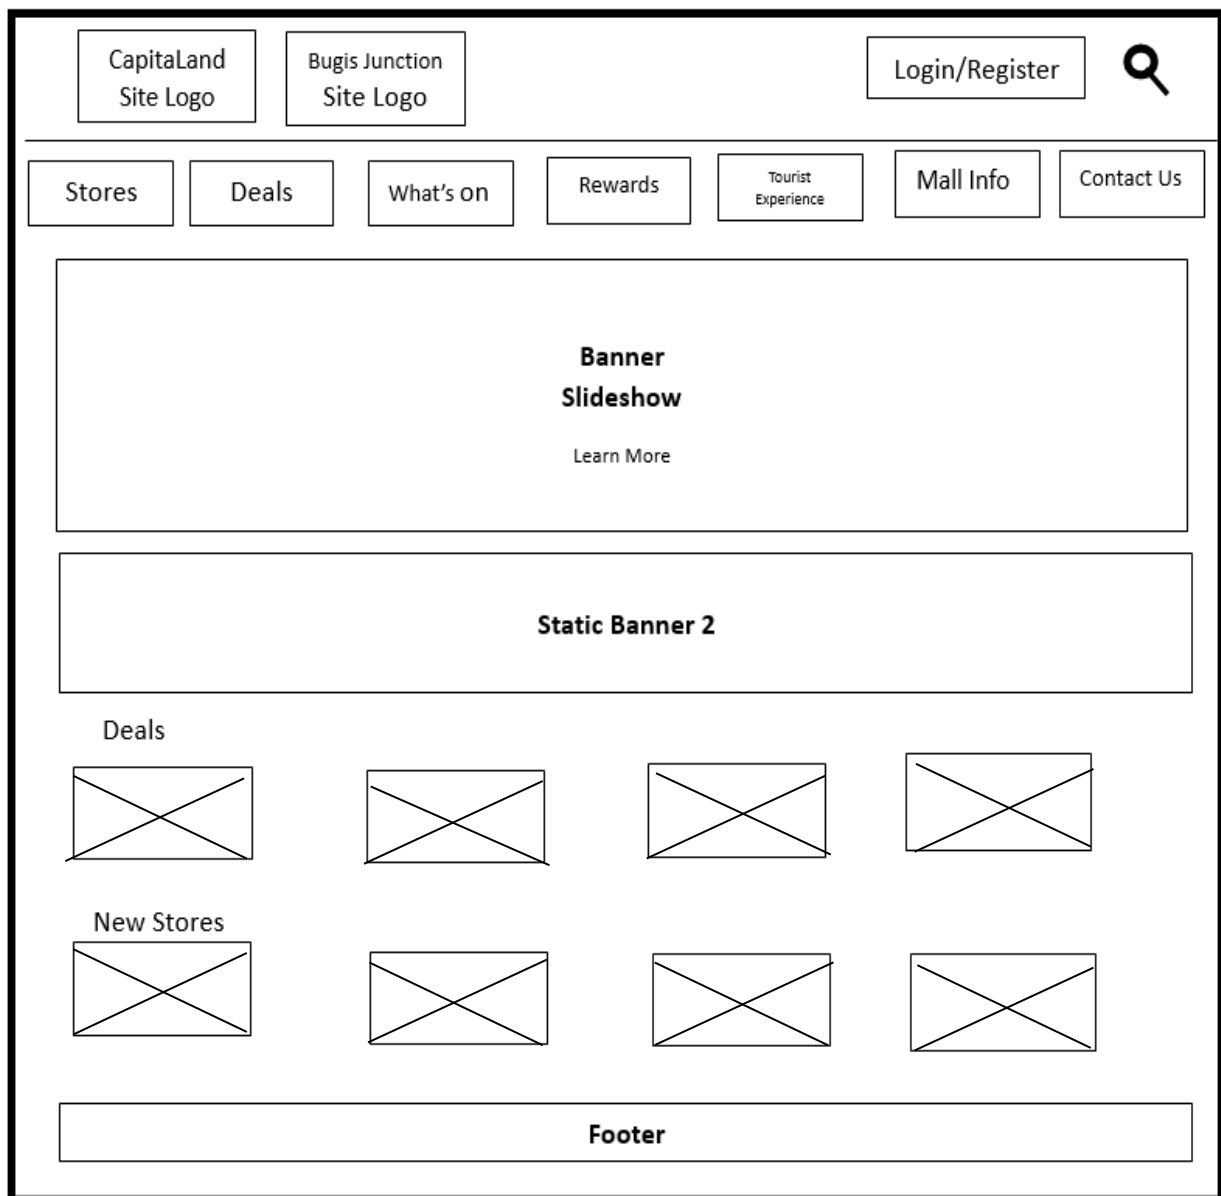 CapitaLand
Site Logo
Bugis Junction
Site Logo
Login/Register
Stores
Deals
What's on
Rewards
Tourist
Experience
Mall Info
Contact Us
Banner
Slideshow
Learn More
Static Banner 2
Deals
New Stores
Footer